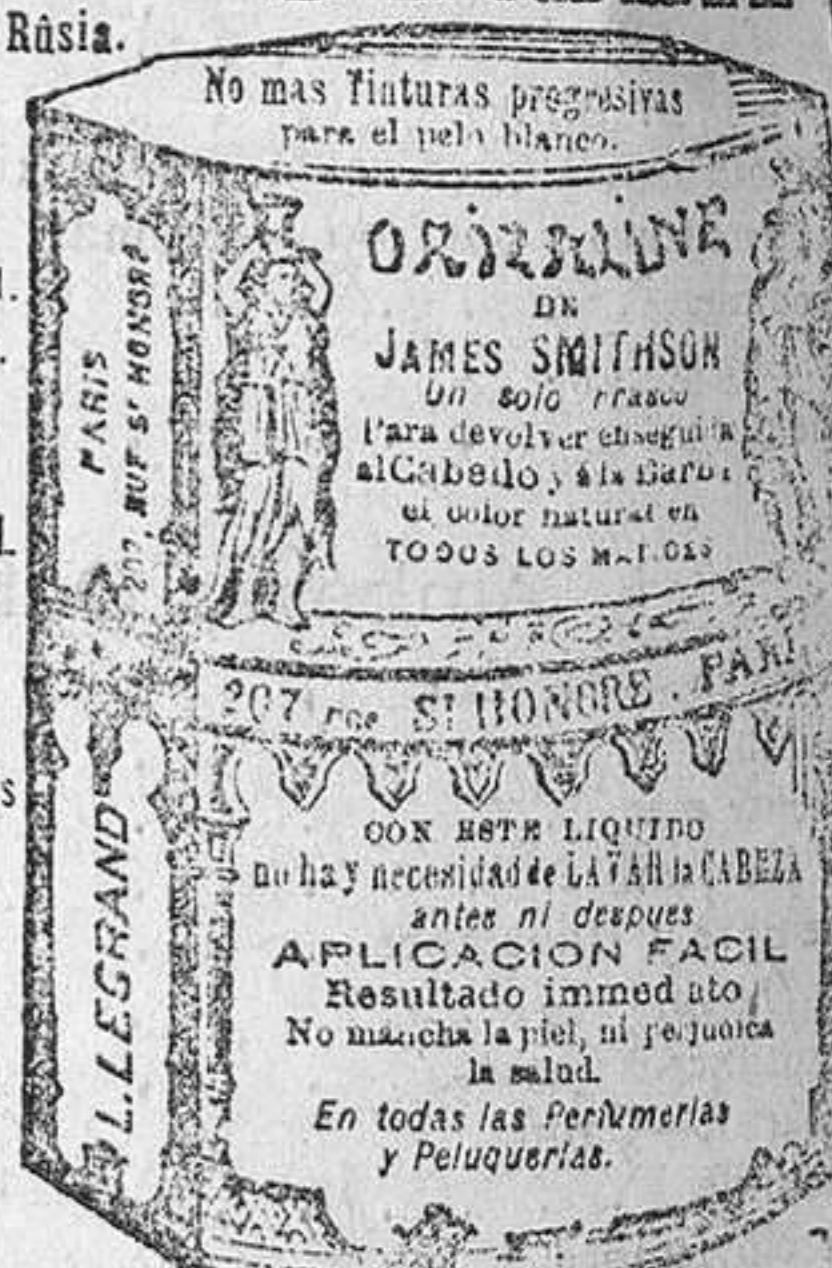 Rûsia.
No mas Tinturas progresivas
para el pelo blanco.
ORIZALINE
DE
JAMES SMITHSON
Un solo frasco
Para devolver enseguida
al Cabello y á la Barba
el color natural en
TODOS LOS MATICES
PARIS
207, RUE St HONORÉ
207 rue St HONORÉ. PARI
L. LEGRAND
CON ESTE LIQUIDO
no hay necesidad de LAVAR la CABEZA
antes ni despues
APLICACION FACIL
Resultado immediato
No mancha la piel, ni perjudica
la salud.
En todas las Perfumerias
y Peluquerias.